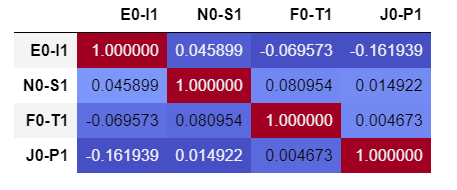 E0-I1 N0-S1 F0-T1 J0-P1
E0-I1 1.000000 0.045899 -0.069573 -0.161939
N0-S1 0.045899 1.000000 0.080954 0.014922
F0-T1 -0.069573 0.080954 1.000000 0.004673
J0-P1 -0.161939 0.014922 0.004673 1.000000